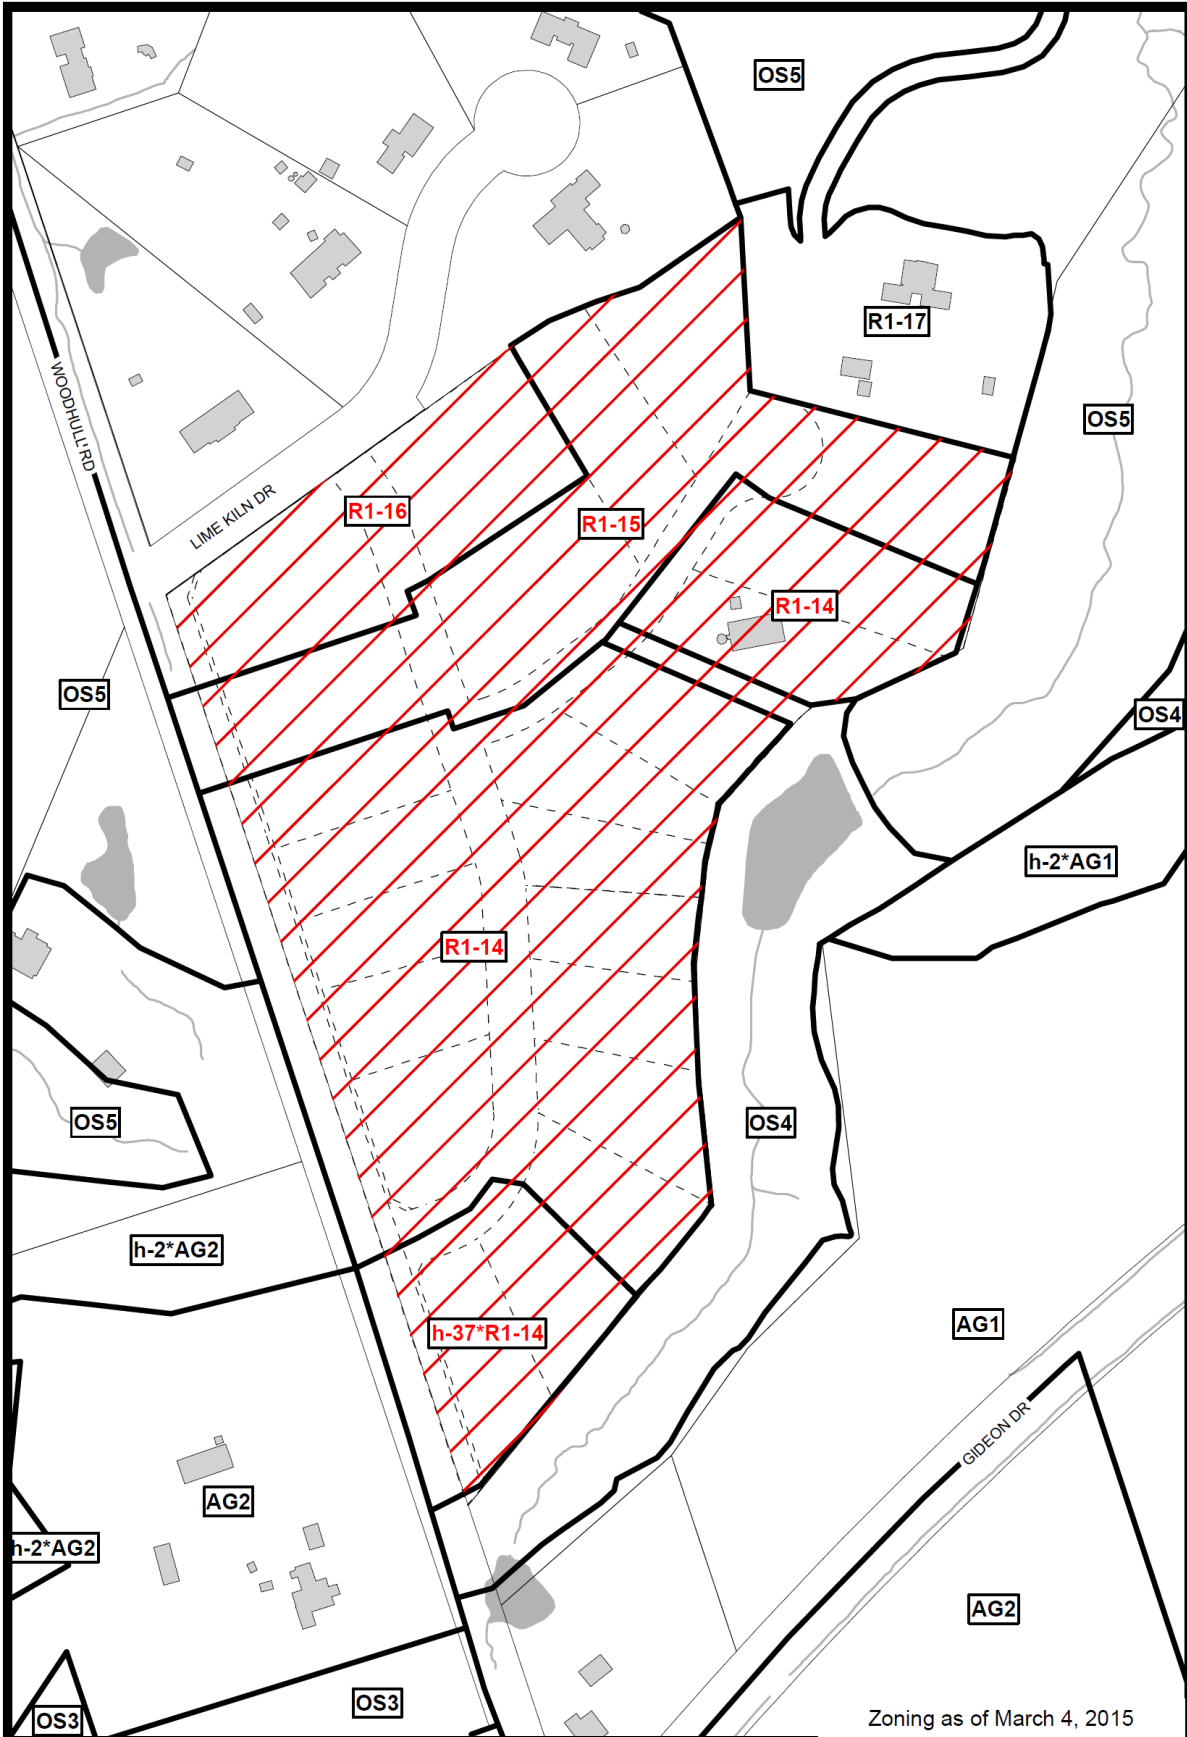 OS5
R1-17
OS5
WOODHULL RD
R1-16
LIME KILN DR
R1-15
R1-14
OS5
OS4
h-2*AG1
R1-14
OS5
OS4
h-2*AG2
AG1
h-37*R1-14
GIDEON DR
AG2
h-2*AG2
AG2
OS3
OS3
Zoning as of March 4, 2015